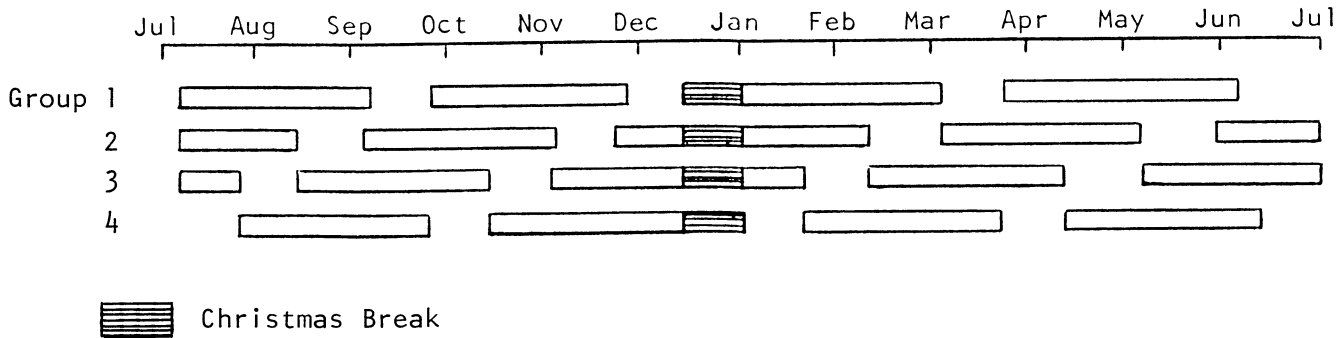 Jul Aug Sep Oct Nov Dec Jan Feb Mar Apr May Jun Jul
Group 1
2
3
4
Christmas Break